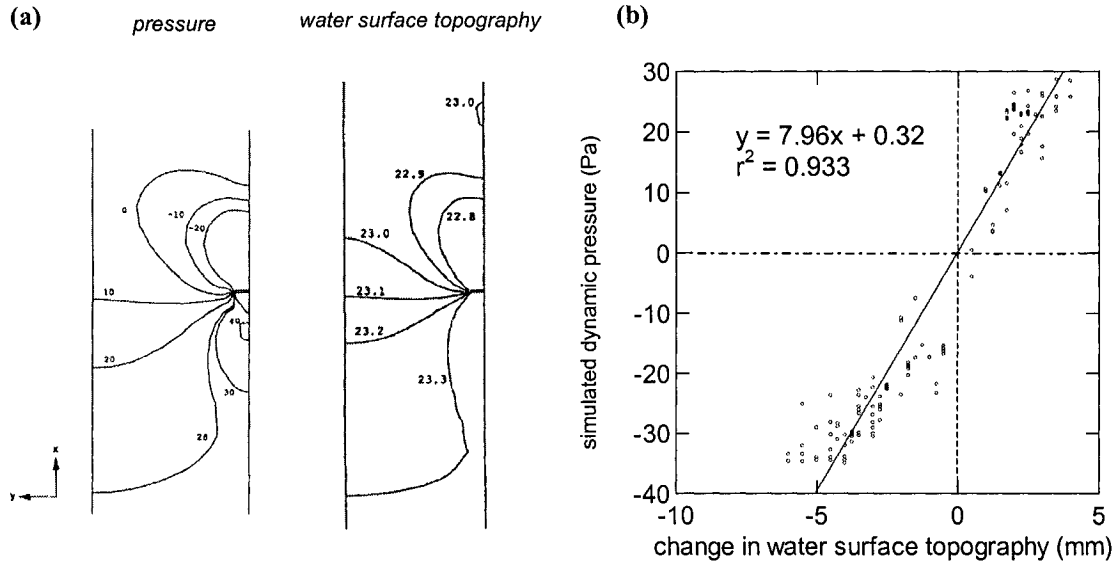 (a)
pressure
water surface topography
0
-10
-20
10
20
28
30
40
x
y
23.0
22.9
22.8
23.0
23.1
23.2
23.3
(b)
y = 7.96x + 0.32
r² = 0.933
simulated dynamic pressure (Pa)
30
20
10
0
-10
-20
-30
-40
-10
-5
0
5
change in water surface topography (mm)